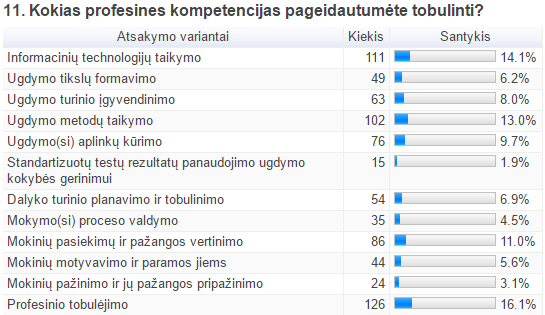 11. Kokias profesines kompetencijas pageidautumėte tobulinti?
Atsakymo variantai Kiekis Santykis
Informacinių technologijų taikymo 111 14.1%
Ugdymo tikslų formavimo 49 6.2%
Ugdymo turinio įgyvendinimo 63 8.0%
Ugdymo metodų taikymo 102 13.0%
Ugdymo(si) aplinkų kūrimo 76 9.7%
Standartizuotų testų rezultatų panaudojimo ugdymo
kokybės gerinimui 15 1.9%
Dalyko turinio planavimo ir tobulinimo 54 6.9%
Mokymo(si) proceso valdymo 35 4.5%
Mokinių pasiekimų ir pažangos vertinimo 86 11.0%
Mokinių motyvavimo ir paramos jiems 44 5.6%
Mokinių pažinimo ir jų pažangos pripažinimo 24 3.1%
Profesinio tobulėjimo 126 16.1%